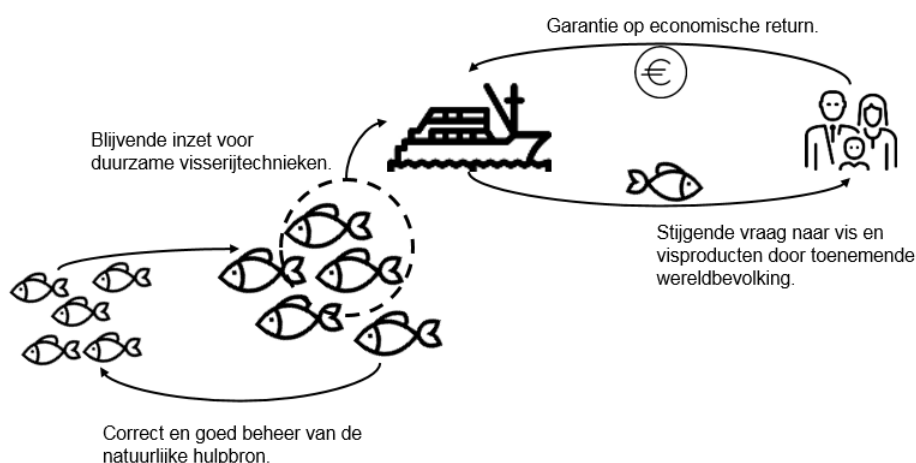 Garantie op economische return.
€
Blijvende inzet voor
duurzame visserijtechnieken.
Stijgende vraag naar vis en
visproducten door toenemende
wereldbevolking.
Correct en goed beheer van de
natuurlijke hulpbron.